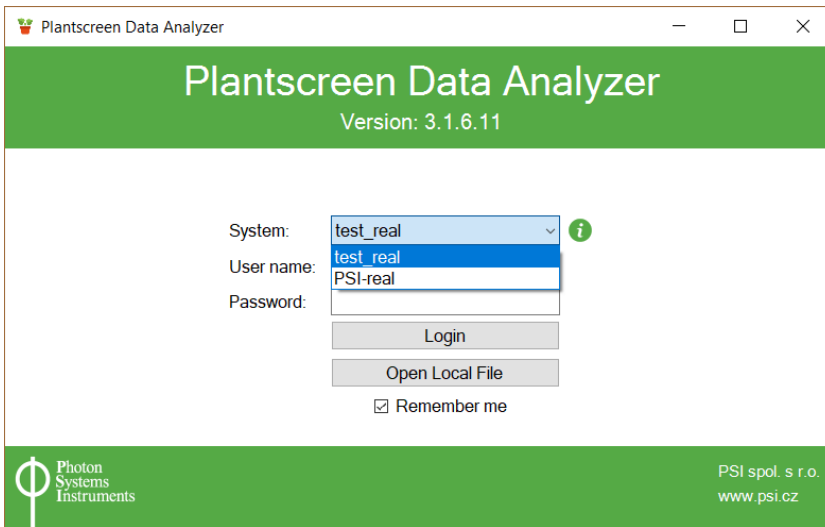 Plantscreen Data Analyzer
Plantscreen Data Analyzer
Version: 3.1.6.11
System:
test_real
i
test_real
User name:
PSI-real
Password:
Login
Open Local File
Remember me
Photon
Systems
Instruments
PSI spol. s r.o.
www.psi.cz